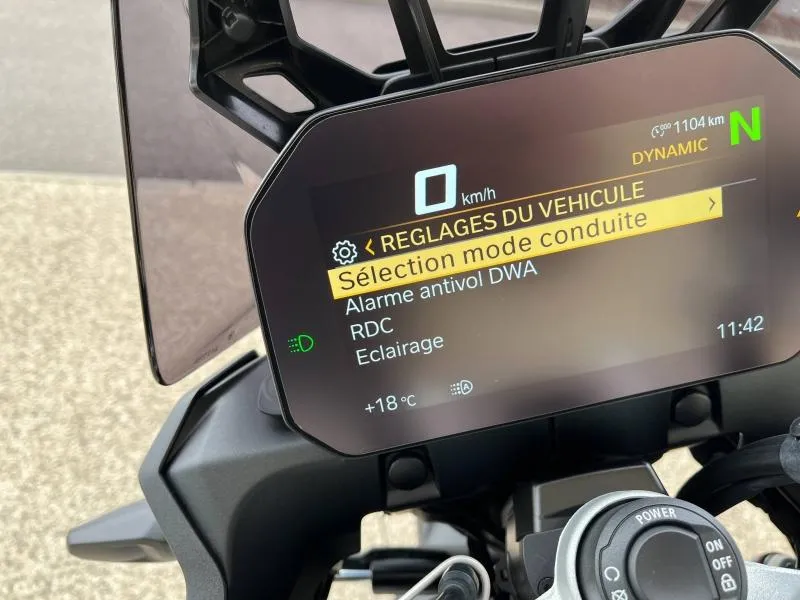 1104 km
N
DYNAMIC
0 km/h
REGLAGES DU VEHICULE
Sélection mode conduite
Alarme antivol DWA
RDC
Eclairage
11:42
+18 °C
A
POWER
ON
OFF